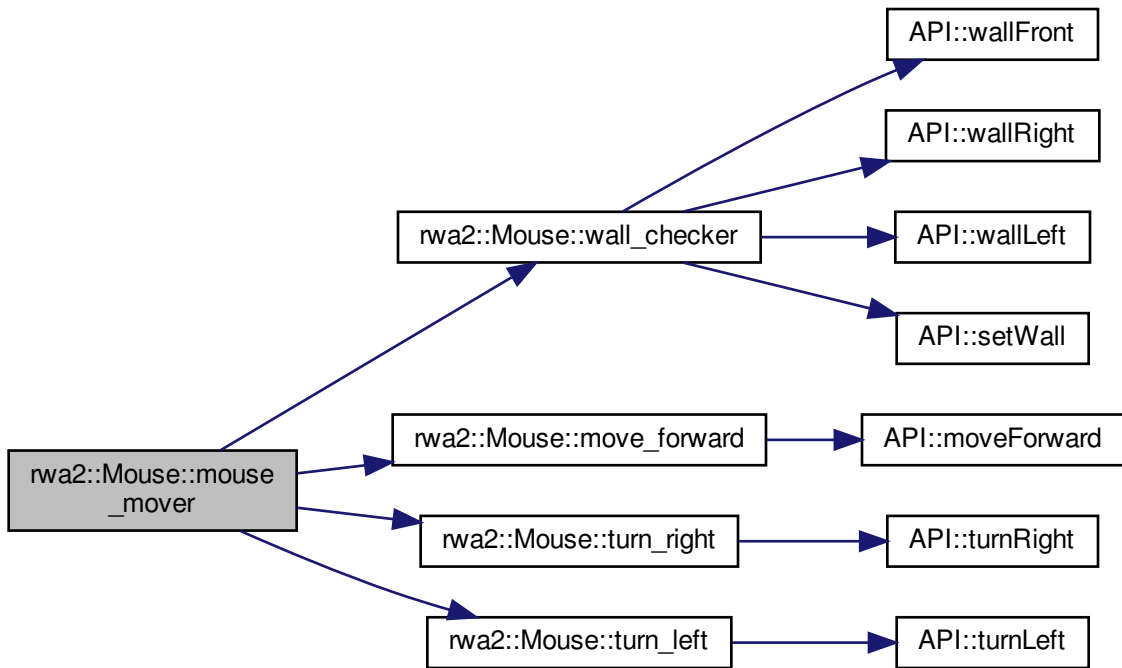 API::wallFront
API::wallRight
rwa2::Mouse::wall_checker
API::wallLeft
API::setWall
rwa2::Mouse::move_forward
API::moveForward
rwa2::Mouse::mouse
_mover
rwa2::Mouse::turn_right
API::turnRight
rwa2::Mouse::turn_left
API::turnLeft